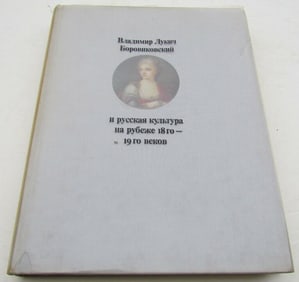 Владимир Лукич
Боровиковский
и русская культура
на рубеже 18го —
19го веков